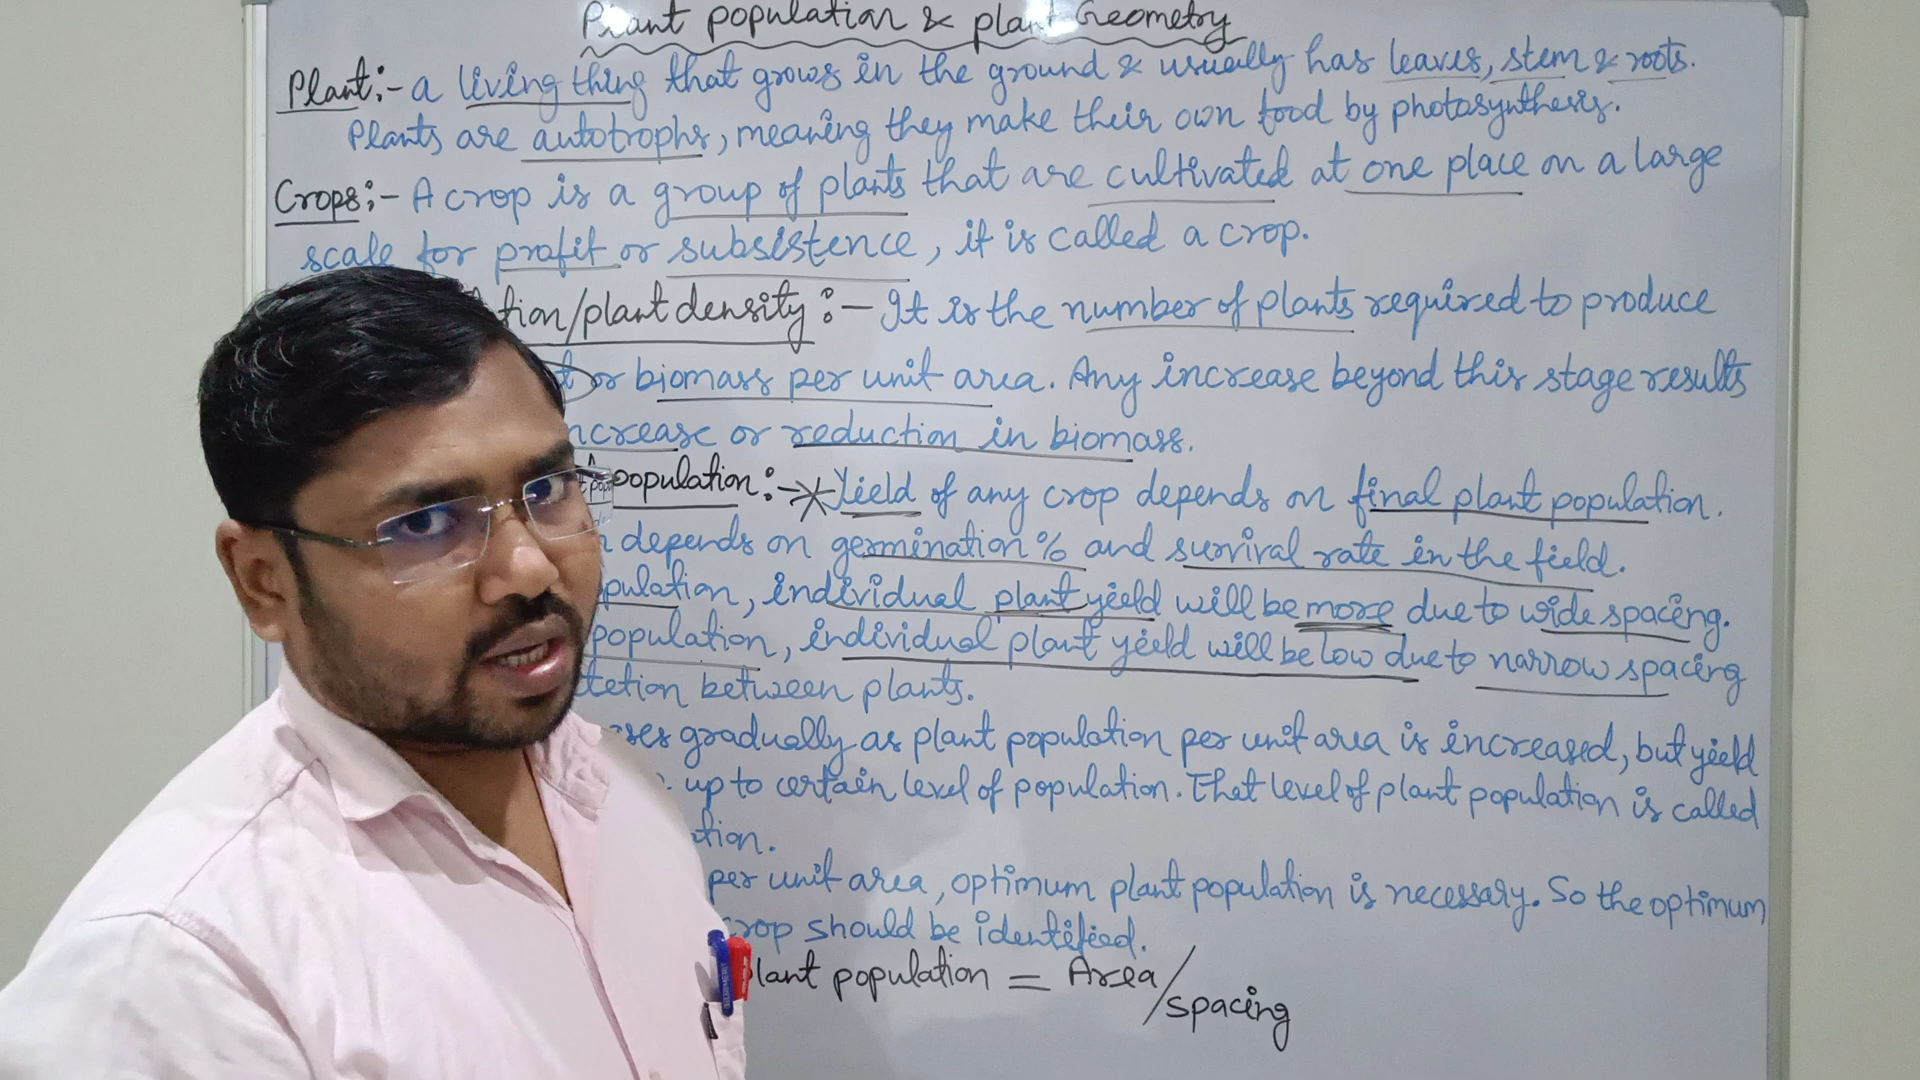 Plant population & plant Geometry
Plant:- a living thing that grows in the ground & usually has leaves, stem & roots.
Plants are autotrophs, meaning they make their own food by photosynthesis.
Crops:- A crop is a group of plants that are cultivated at one place on a large
scale for profit or subsistence, it is called a crop.
tion/plant density:- It is the number of plants required to produce
t or biomass per unit area. Any increase beyond this stage results
ncrease or reduction in biomass.
population:- * Yield of any crop depends on final plant population.
h depends on germination % and survival rate in the field.
pulation, individual plant yield will be more due to wide spacing.
population, individual plant yield will be low due to narrow spacing
tetion between plants.
ses gradually as plant population per unit area is increased, but yield
up to certain level of population. That level of plant population is called
ation.
per unit area, optimum plant population is necessary. So the optimum
crop should be identified.
plant population = Area/spacing